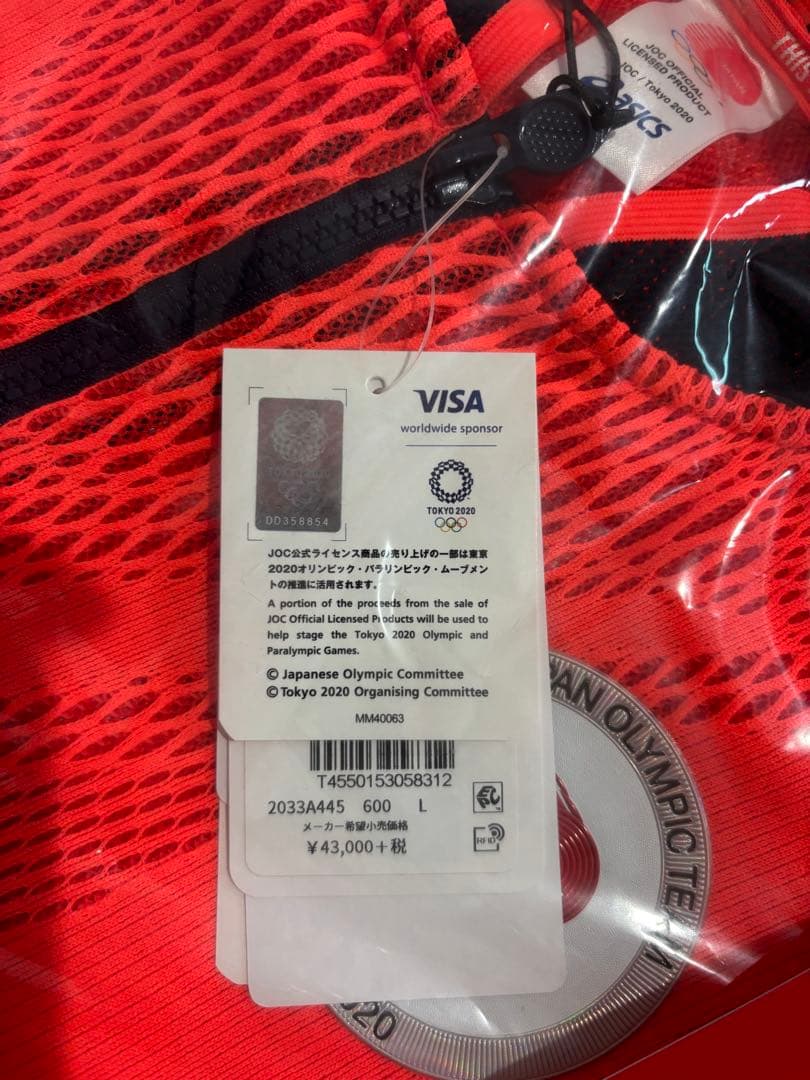 THIS
JOC OFFICIAL
LICENSED PRODUCT
JOC / Tokyo 2020
asics
VISA
worldwide sponsor
TOKYO 2020
DD358854
JOC公式ライセンス商品の売り上げの一部は東京
2020オリンピック・パラリンピック・ムーブメン
トの推進に活用されます。
A portion of the proceeds from the sale of
JOC Official Licensed Products will be used to
help stage the Tokyo 2020 Olympic and
Paralympic Games.
© Japanese Olympic Committee
© Tokyo 2020 Organising Committee
MM40063
T4550153058312
2033A445 600 L
メーカー希望小売価格
¥43,000+税
EPC
RFID
PAN OLYMPIC TEAM
020